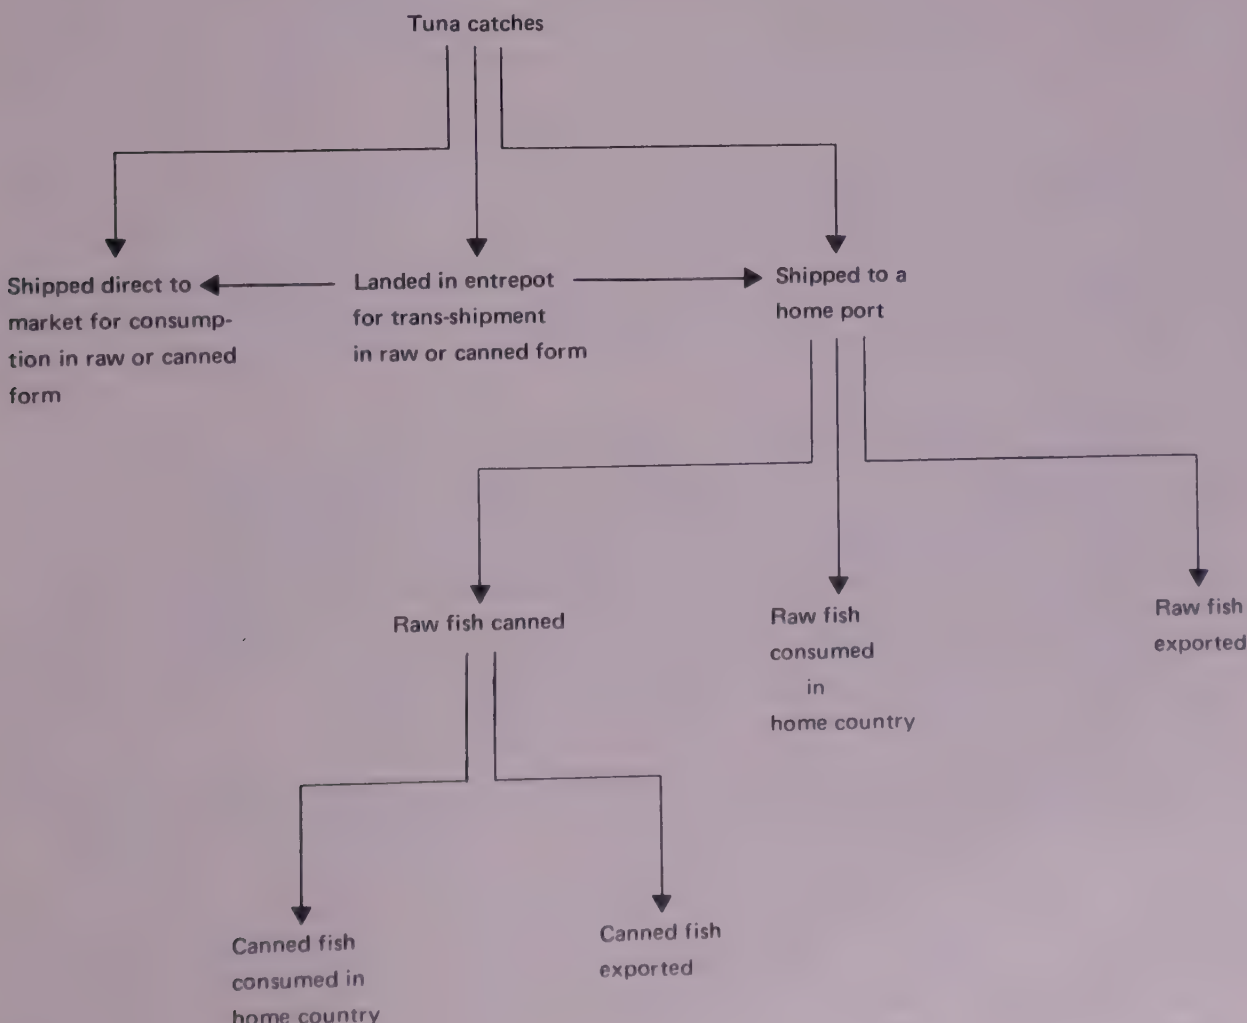 Tuna catches
Shipped direct to
market for consump-
tion in raw or canned
form
Landed in entrepot
for trans-shipment
in raw or canned form
Shipped to a
home port
Raw fish canned
Raw fish
consumed
in
home country
Raw fish
exported
Canned fish
consumed in
home country
Canned fish
exported